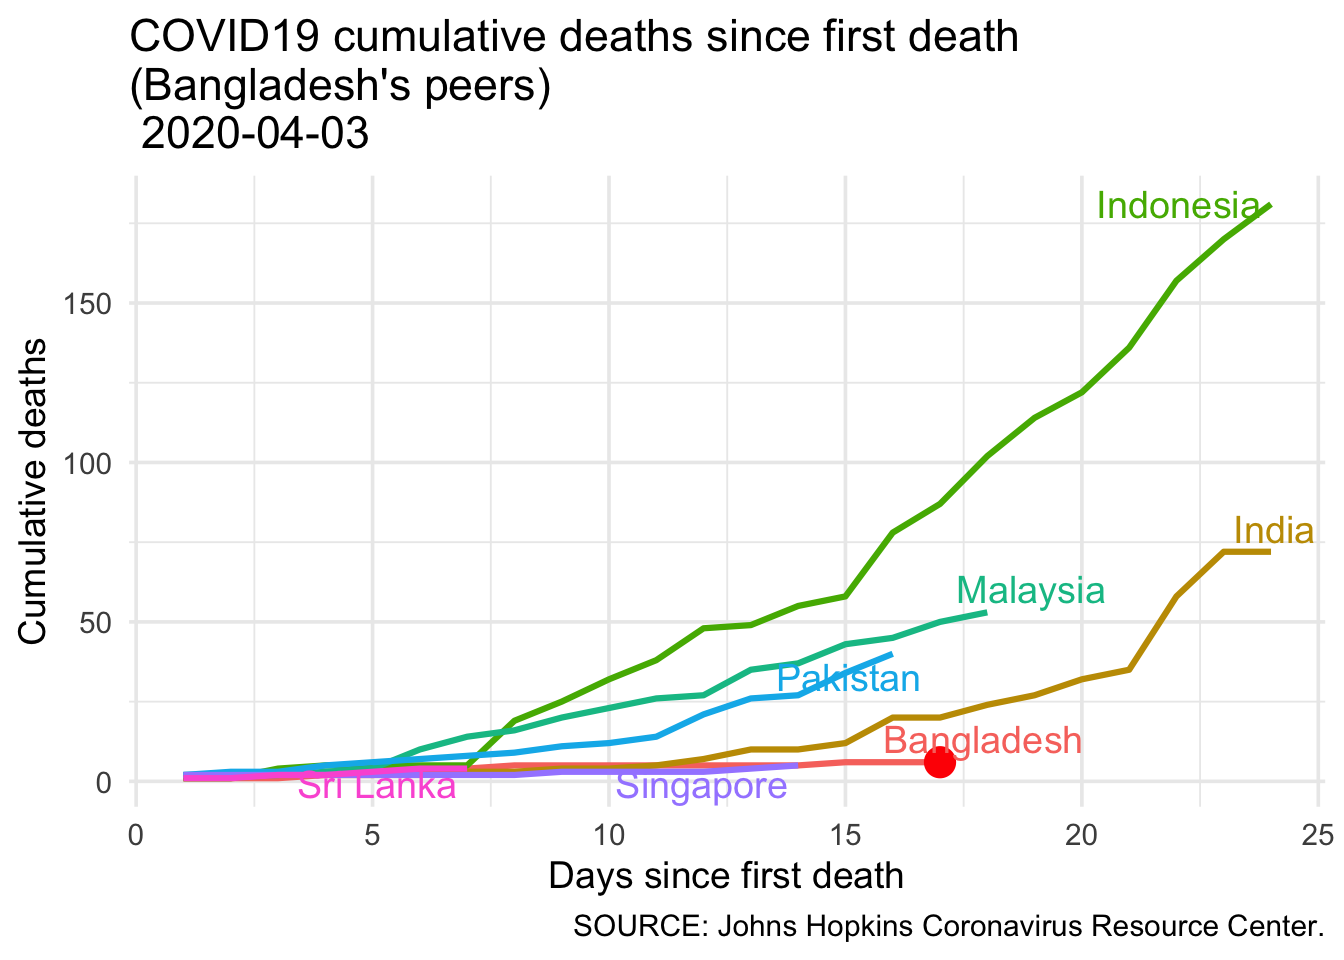 COVID19 cumulative deaths since first death
(Bangladesh's peers)
2020-04-03
Indonesia
150
India
100
Cumulative deaths
Malaysia
50
Pakistan
Bangladesh
0
Sri Lanka
Singapore
0 5 10 15 20 25
Days since first death
SOURCE: Johns Hopkins Coronavirus Resource Center.